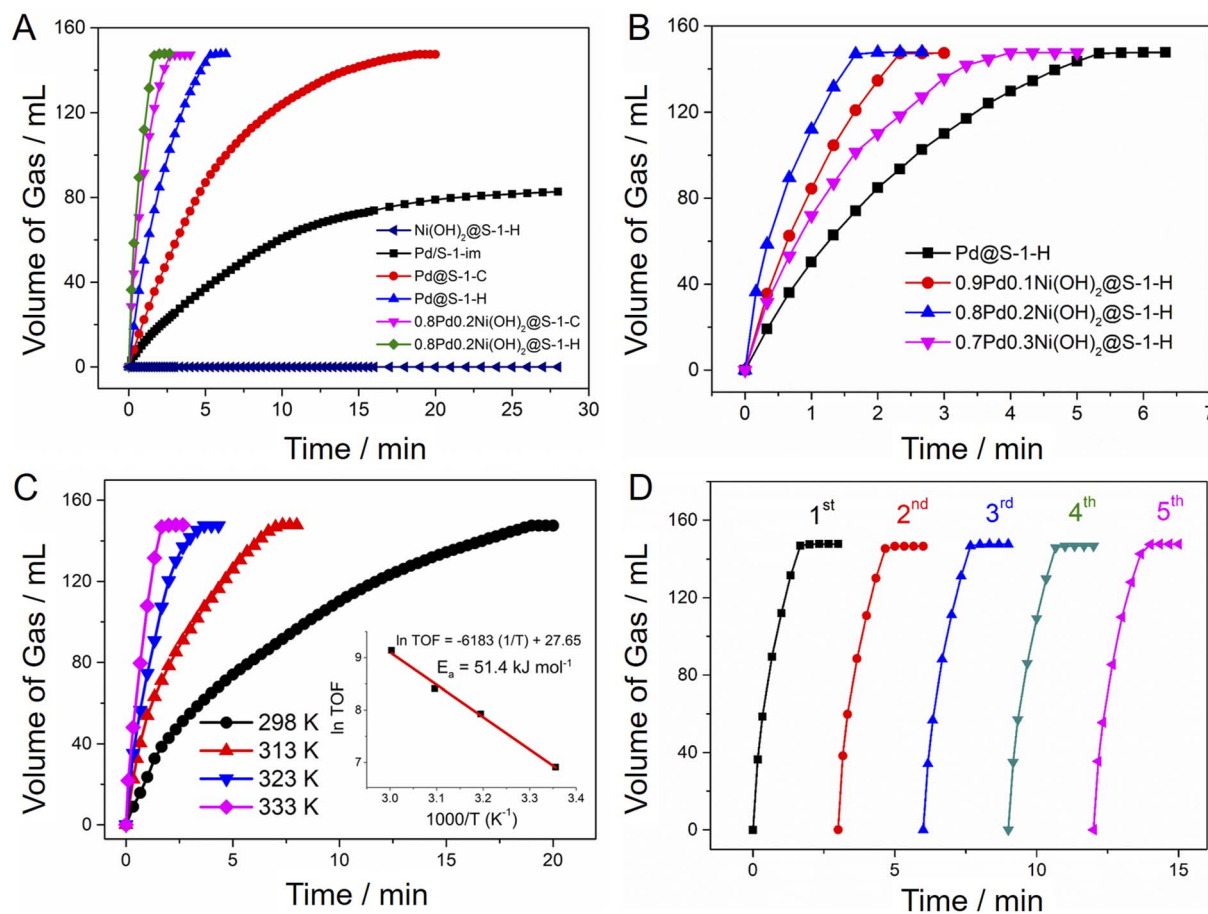 A
Volume of Gas / mL
160
120
80
40
0
Ni(OH)₂@S-1-H
Pd/S-1-im
Pd@S-1-C
Pd@S-1-H
0.8Pd0.2Ni(OH)₂@S-1-C
0.8Pd0.2Ni(OH)₂@S-1-H
0 5 10 15 20 25 30
Time / min
B
Volume of Gas / mL
160
120
80
40
0
Pd@S-1-H
0.9Pd0.1Ni(OH)₂@S-1-H
0.8Pd0.2Ni(OH)₂@S-1-H
0.7Pd0.3Ni(OH)₂@S-1-H
0 1 2 3 4 5 6 7
Time / min
C
Volume of Gas / mL
160
120
80
40
0
298 K
313 K
323 K
333 K
ln TOF = -6183 (1/T) + 27.65
Eₐ = 51.4 kJ mol⁻¹
ln TOF
9
8
7
3.0 3.1 3.2 3.3 3.4
1000/T (K⁻¹)
0 5 10 15 20
Time / min
D
Volume of Gas / mL
160
120
80
40
0
1ˢᵗ 2ⁿᵈ 3ʳᵈ 4ᵗʰ 5ᵗʰ
0 5 10 15
Time / min